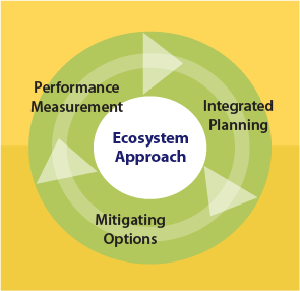 Performance
Measurement
Integrated
Planning
Ecosystem
Approach
Mitigating
Options